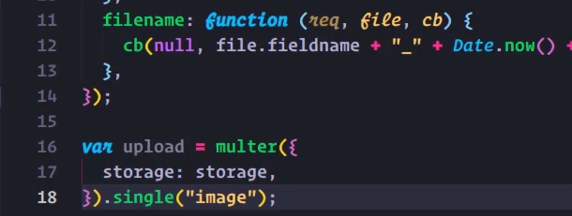 11 filename: function (req, file, cb) {
12 cb(null, file.fieldname + "_" + Date.now() +
13 },
14 });
15
16 var upload = multer({
17 storage: storage,
18 }).single("image");